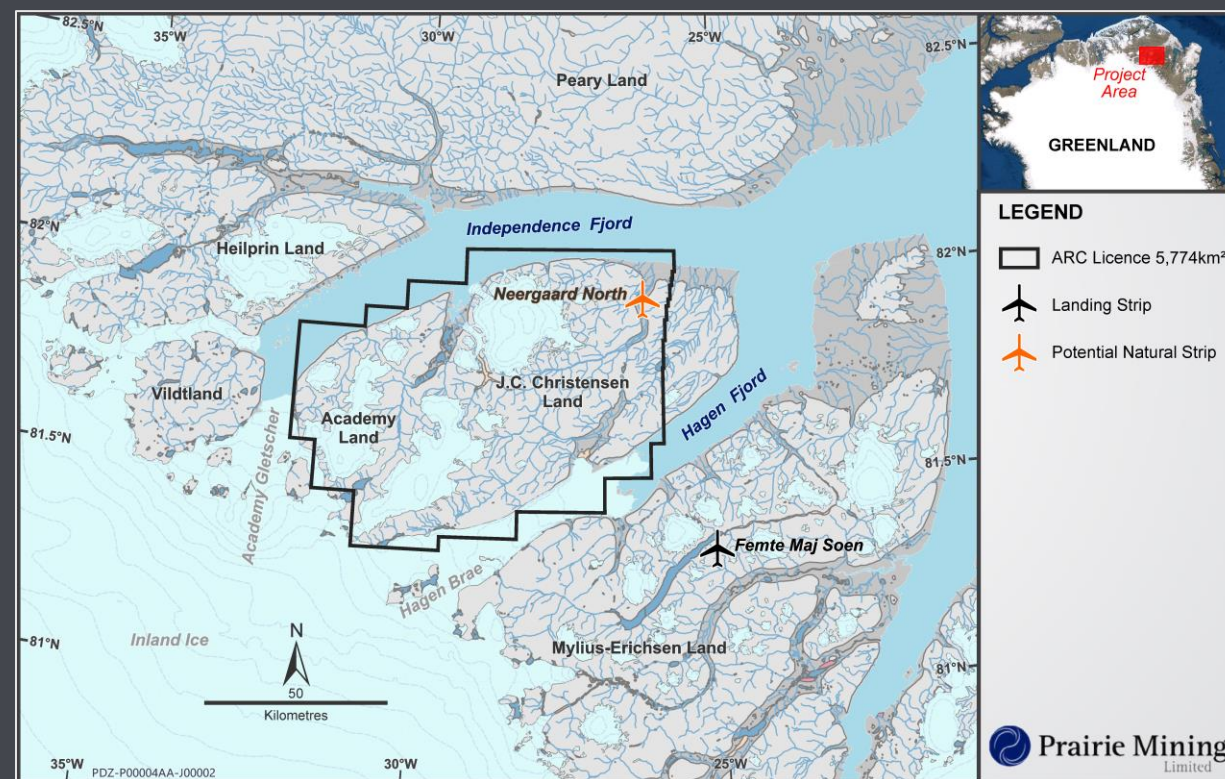 82.5°N
35°W
30°W
25°W
82.5°N
Peary Land
Project
Area
GREENLAND
LEGEND
ARC Licence 5,774km²
Landing Strip
Potential Natural Strip
82°N
Independence Fjord
82°N
Heilprin Land
Neergaard North
Vildtland
J.C. Christensen
Land
Academy
Land
Hagen Fjord
81.5°N
81.5°N
Academy Gletscher
Femte Maj Soen
Hagen Brae
81°N
Inland Ice
N
Mylius-Erichsen Land
81°N
50
Kilometres
35°W
PDZ-P00004AA-J00002
30°W
25°W
Prairie Mining
Limited